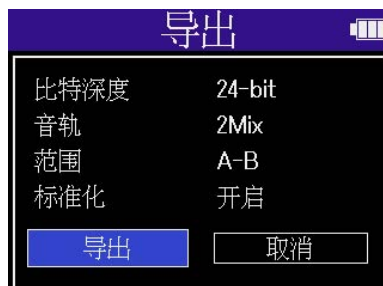 导出
比特深度 24-bit
音轨 2Mix
范围 A-B
标准化 开启
导出 取消